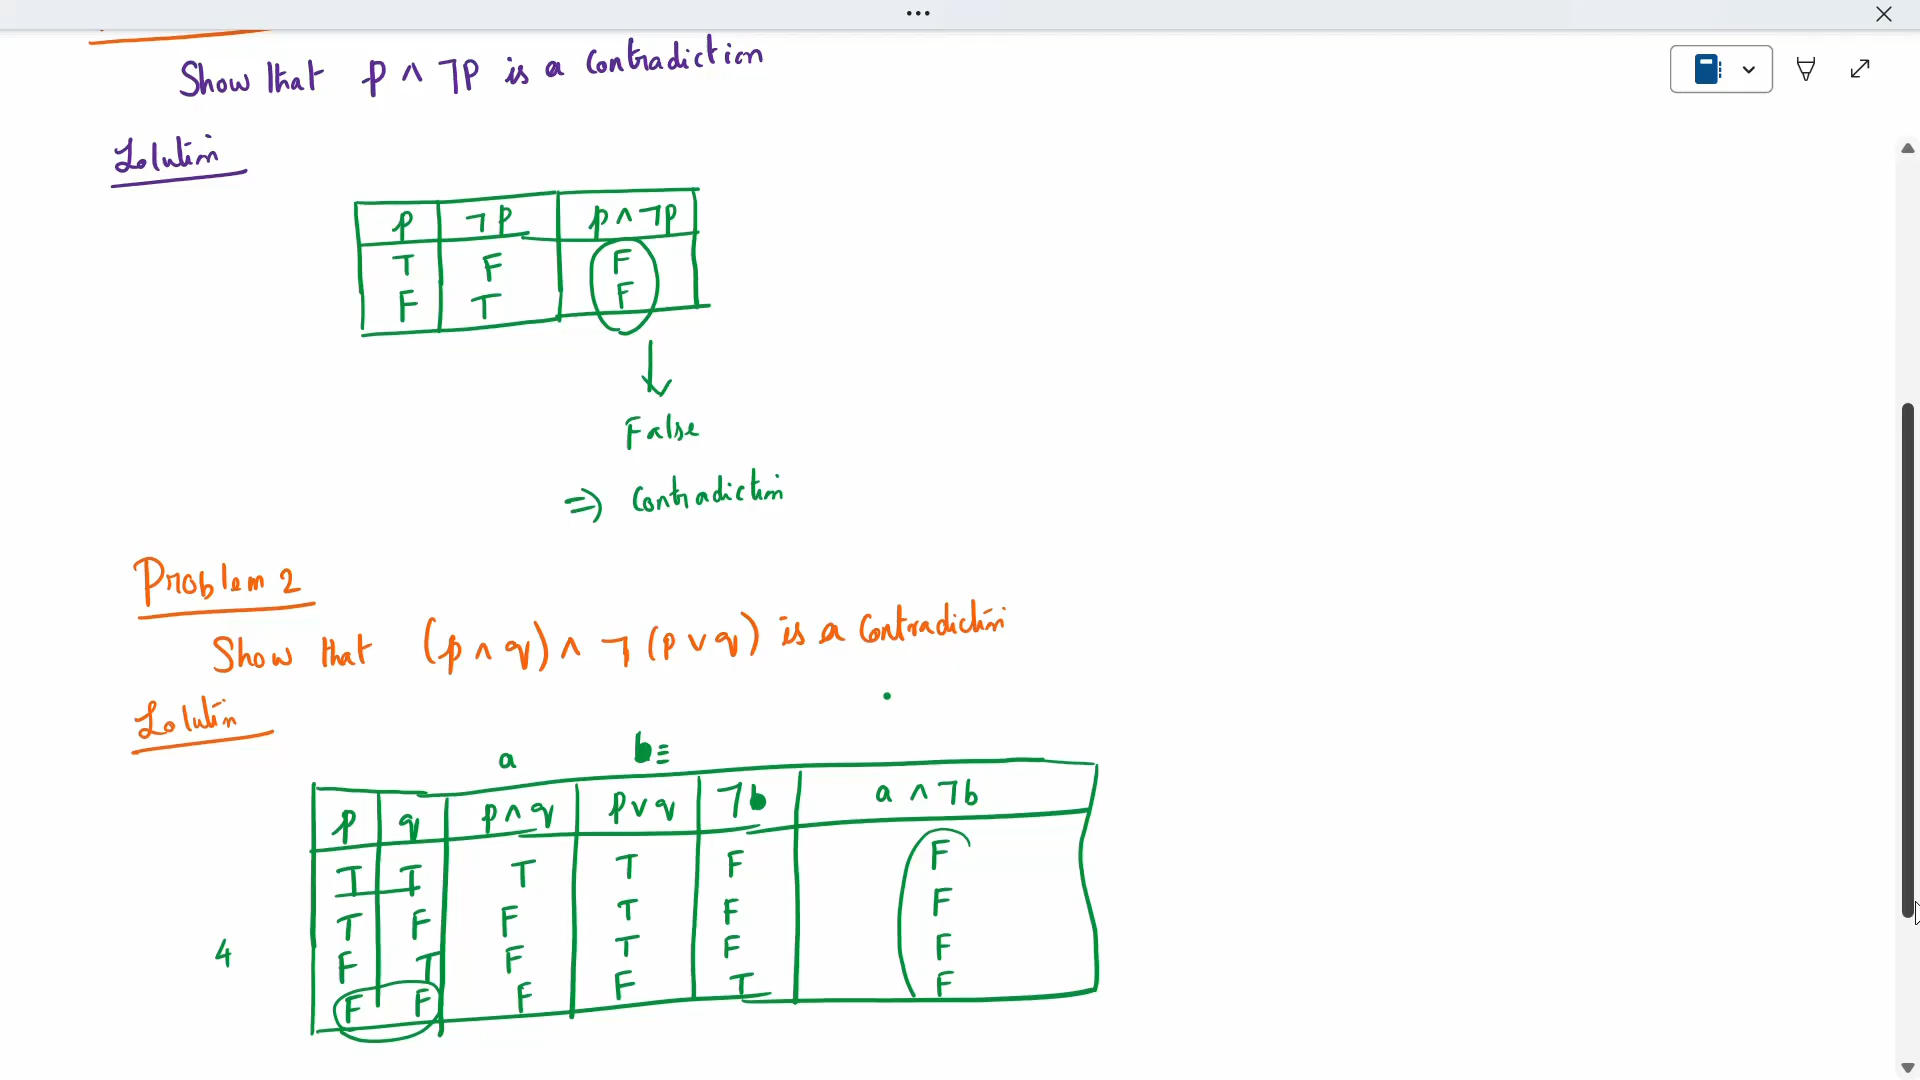 Show that p ∧ ¬p is a contradiction
Solution
p ¬p p∧¬p
T F F
F T F
False
⇒ Contradiction
Problem 2
Show that (p ∧ q) ∧ ¬(p ∨ q) is a contradiction
Solution
a b≡
p q p∧q p∨q ¬b a ∧ ¬b
T T T T F F
T F F T F F
4 F T F T F F
F F F F T F